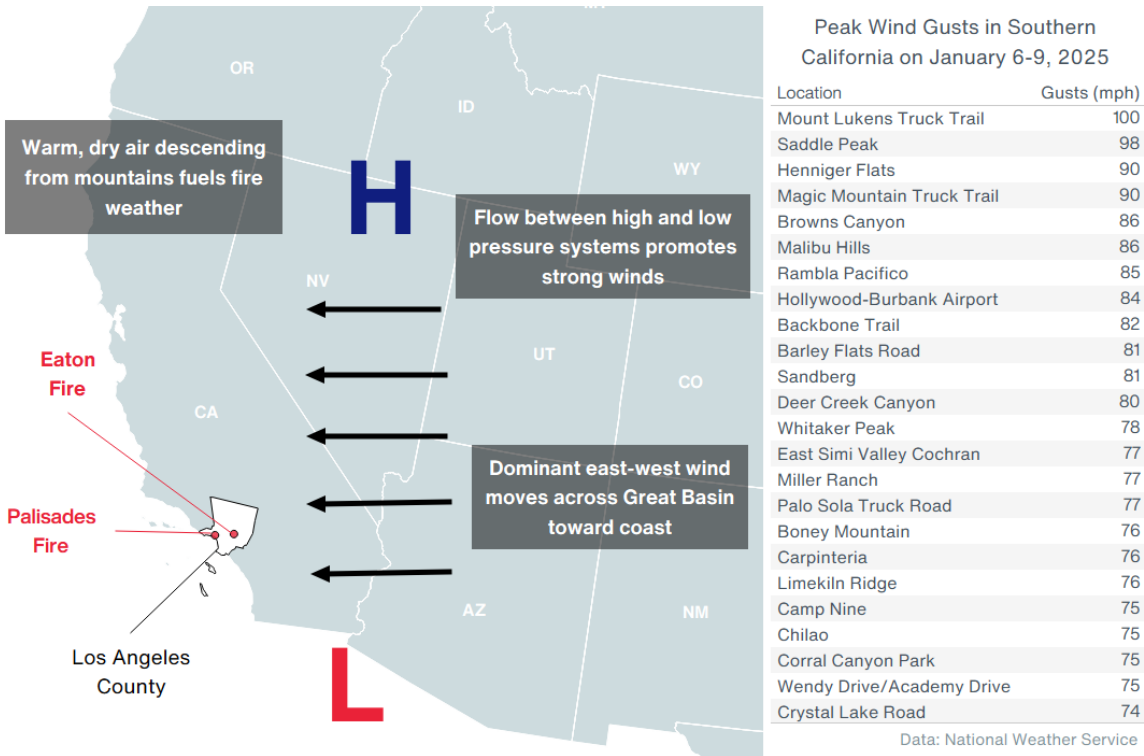 OR
ID
WY
Warm, dry air descending
from mountains fuels fire
weather
H
Flow between high and low
pressure systems promotes
strong winds
NV
UT
CO
Eaton
Fire
CA
Dominant east-west wind
moves across Great Basin
toward coast
Palisades
Fire
AZ
NM
Los Angeles
County
L
Peak Wind Gusts in Southern
California on January 6-9, 2025
Location Gusts (mph)
Mount Lukens Truck Trail 100
Saddle Peak 98
Henniger Flats 90
Magic Mountain Truck Trail 90
Browns Canyon 86
Malibu Hills 86
Rambla Pacifico 85
Hollywood-Burbank Airport 84
Backbone Trail 82
Barley Flats Road 81
Sandberg 81
Deer Creek Canyon 80
Whitaker Peak 78
East Simi Valley Cochran 77
Miller Ranch 77
Palo Sola Truck Road 77
Boney Mountain 76
Carpinteria 76
Limekiln Ridge 76
Camp Nine 75
Chilao 75
Corral Canyon Park 75
Wendy Drive/Academy Drive 75
Crystal Lake Road 74
Data: National Weather Service